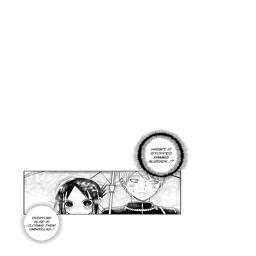 HASN'T IT
STOPPED
RAINING
ALREADY...!?
EVERYONE
ELSE IS
CLOSING THEIR
UMBRELLAS...!